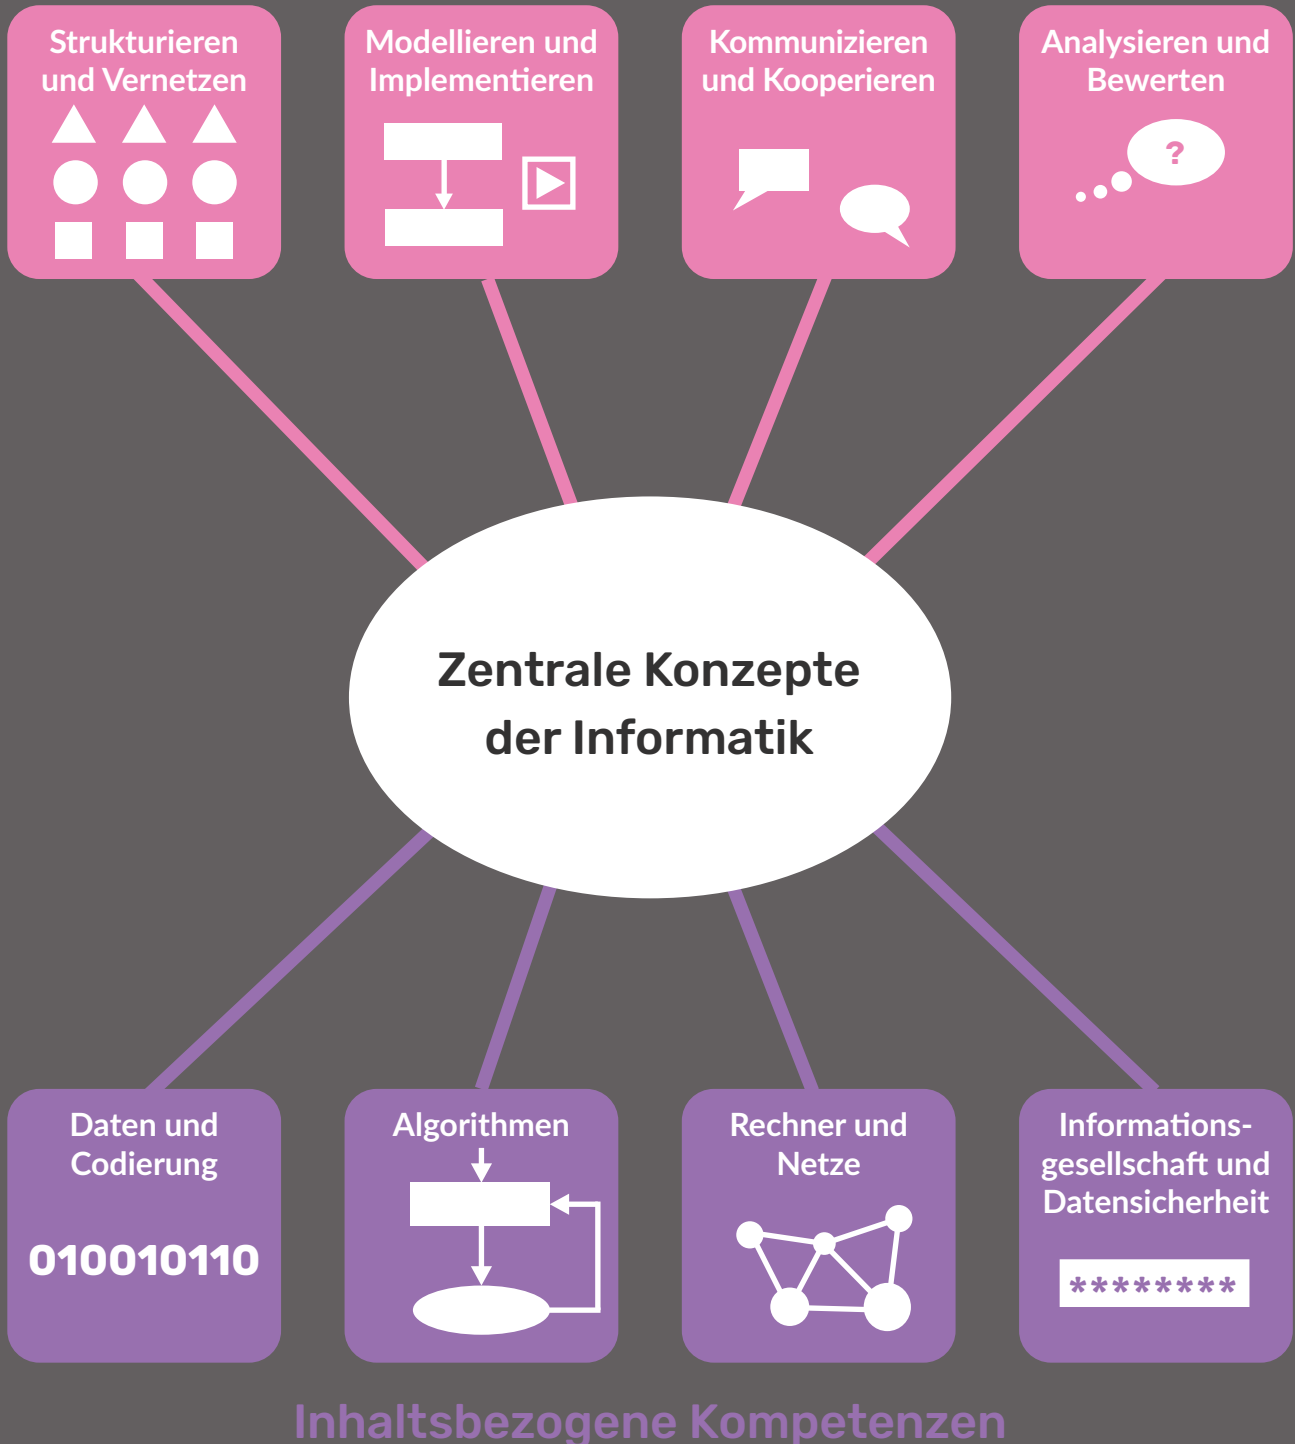 Strukturieren
und Vernetzen
Modellieren und
Implementieren
Kommunizieren
und Kooperieren
Analysieren und
Bewerten
?
Zentrale Konzepte
der Informatik
Daten und
Codierung
010010110
Algorithmen
Rechner und
Netze
Informations-
gesellschaft und
Datensicherheit
********
Inhaltsbezogene Kompetenzen